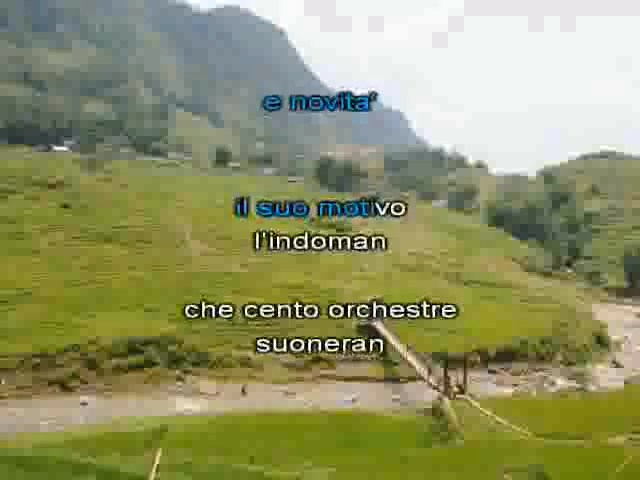 e novita'
il suo motivo
l'indoman
che cento orchestre
suoneran